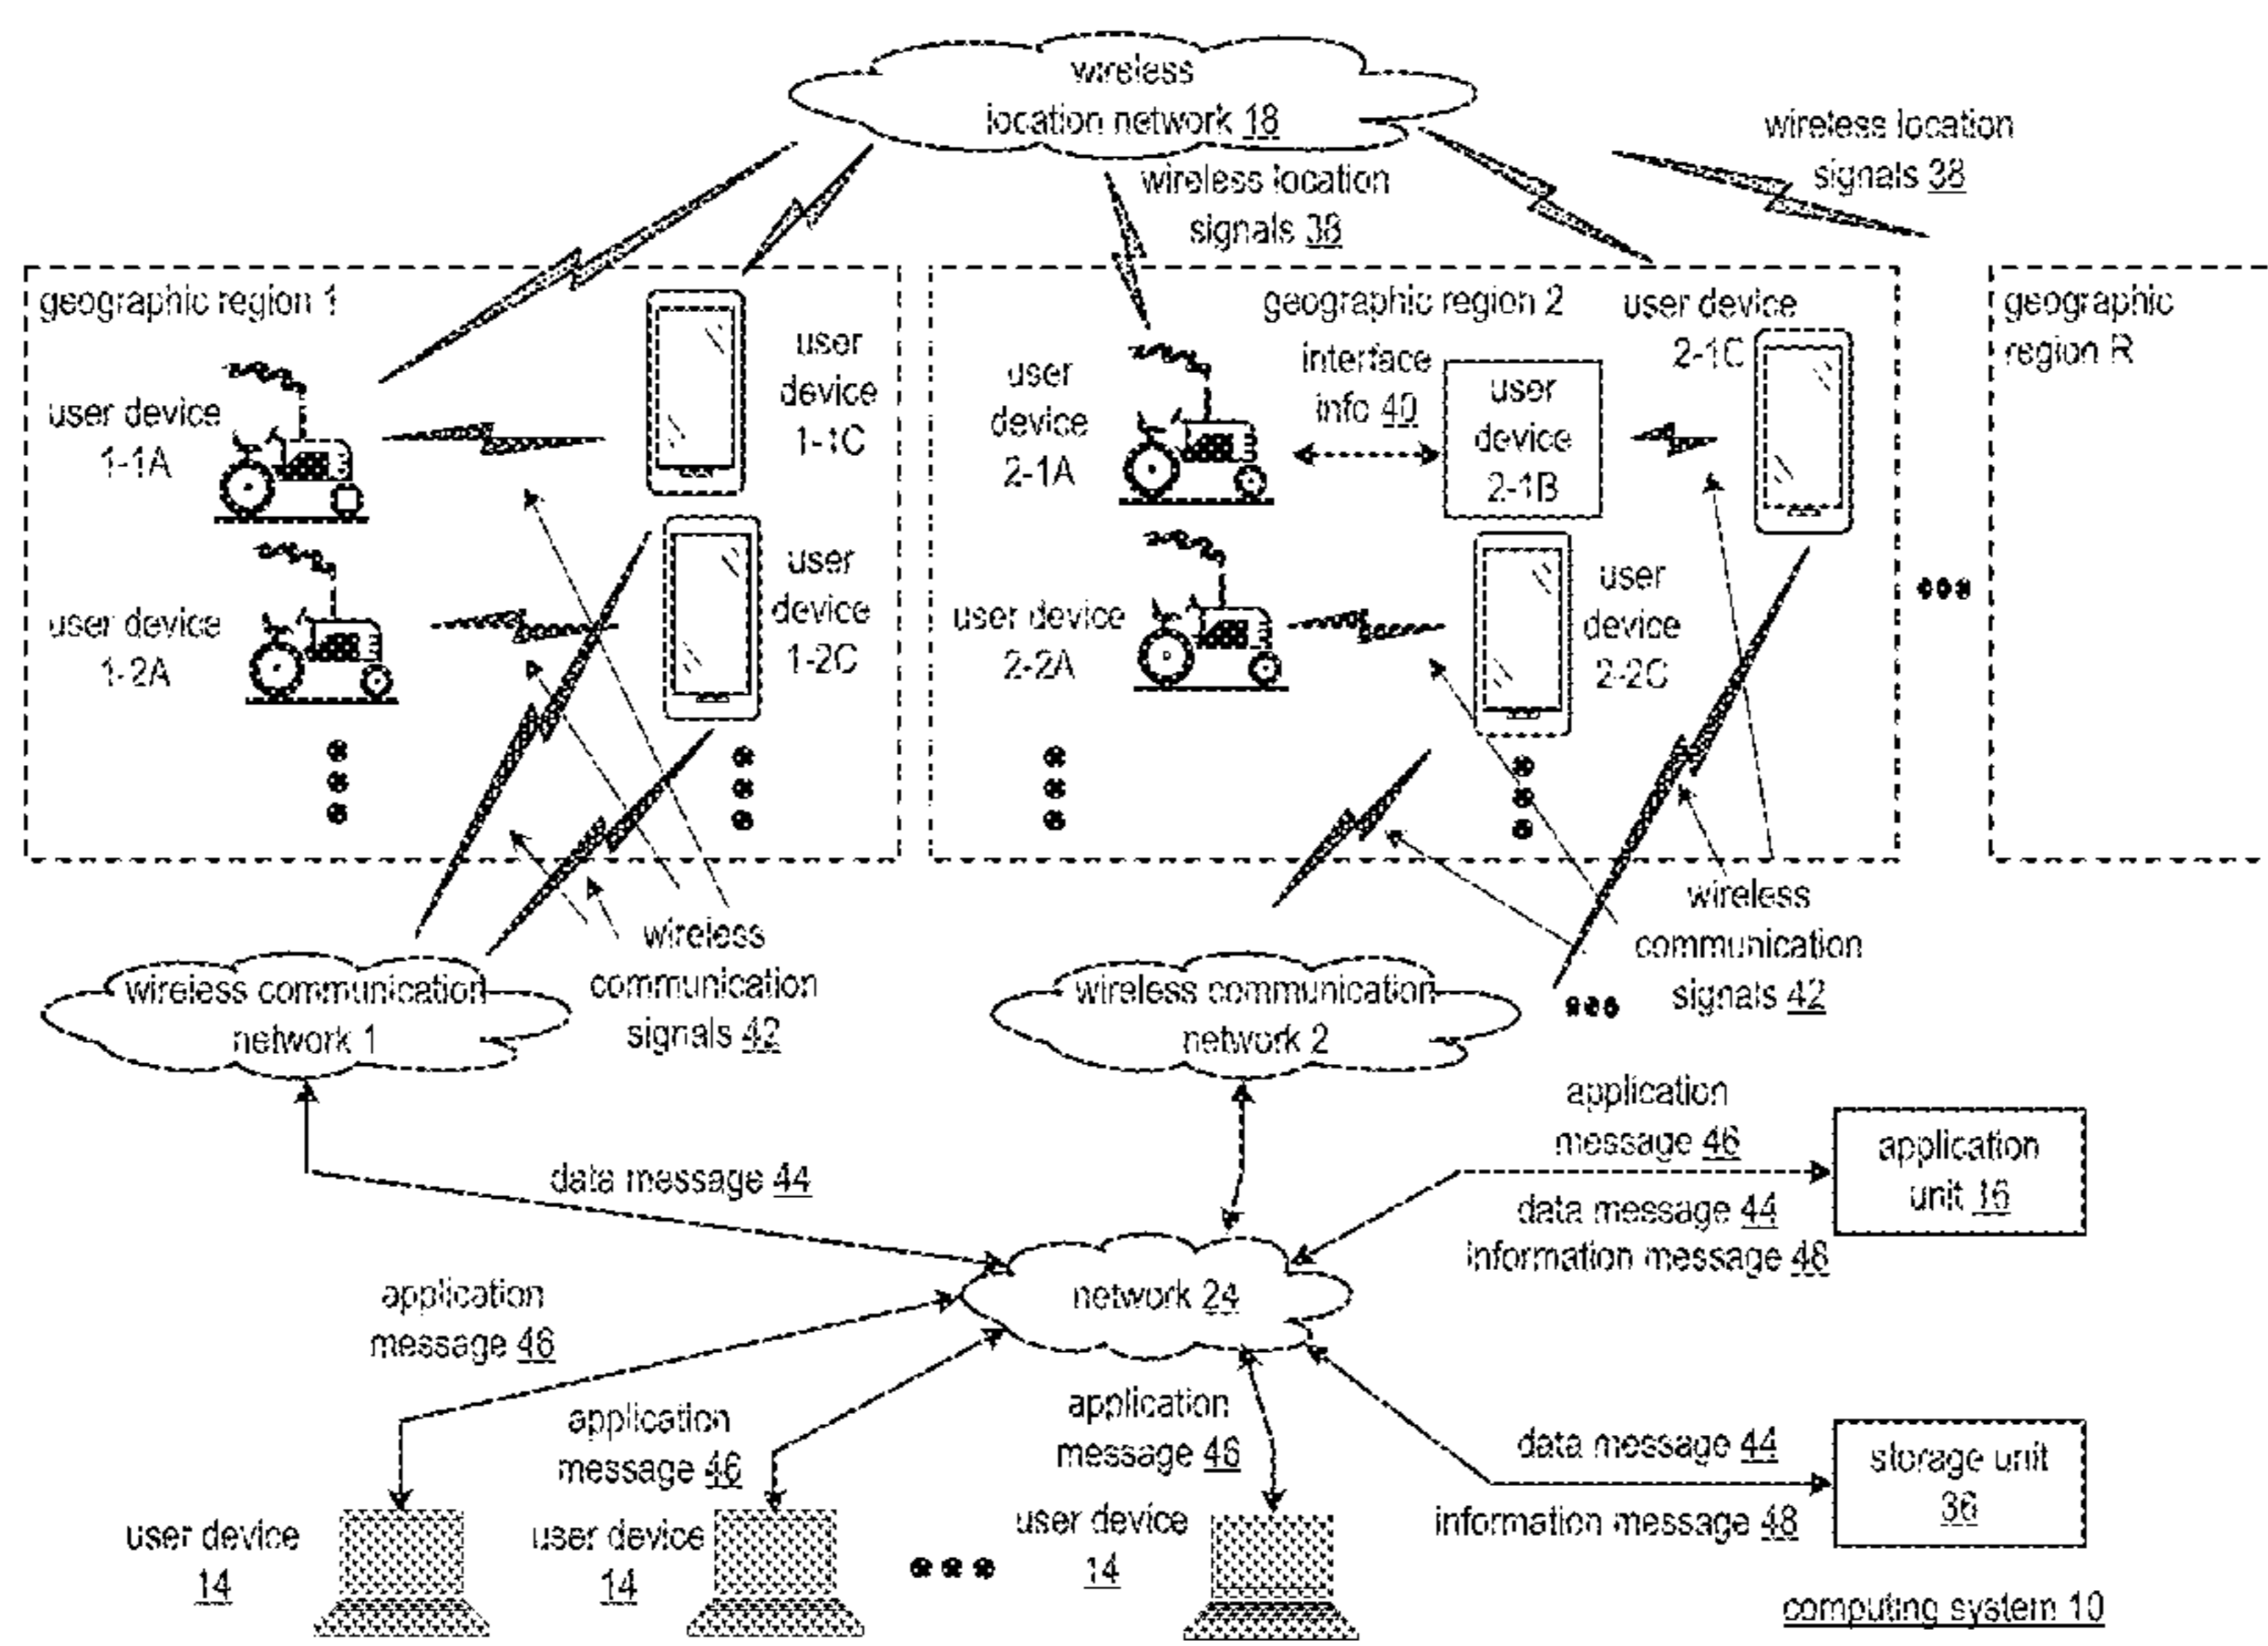 wireless
location network 18
wireless location
signals 38
wireless location
signals 38
geographic region 1
user device
1-1A
user
device
1-1C
user device
1-2A
user
device
1-2C
geographic region 2
user
device
2-1A
interface
info 40
user
device
2-1B
user device
2-1C
user device
2-2A
user
device
2-2C
geographic
region R
wireless communication
network 1
wireless
communication
signals 42
wireless communication
network 2
wireless
communication
signals 42
data message 44
application
message 46
data message 44
information message 48
application
unit 16
network 24
application
message 46
application
message 46
application
message 46
data message 44
information message 48
storage unit
36
user device
14
user device
14
user device
14
computing system 10